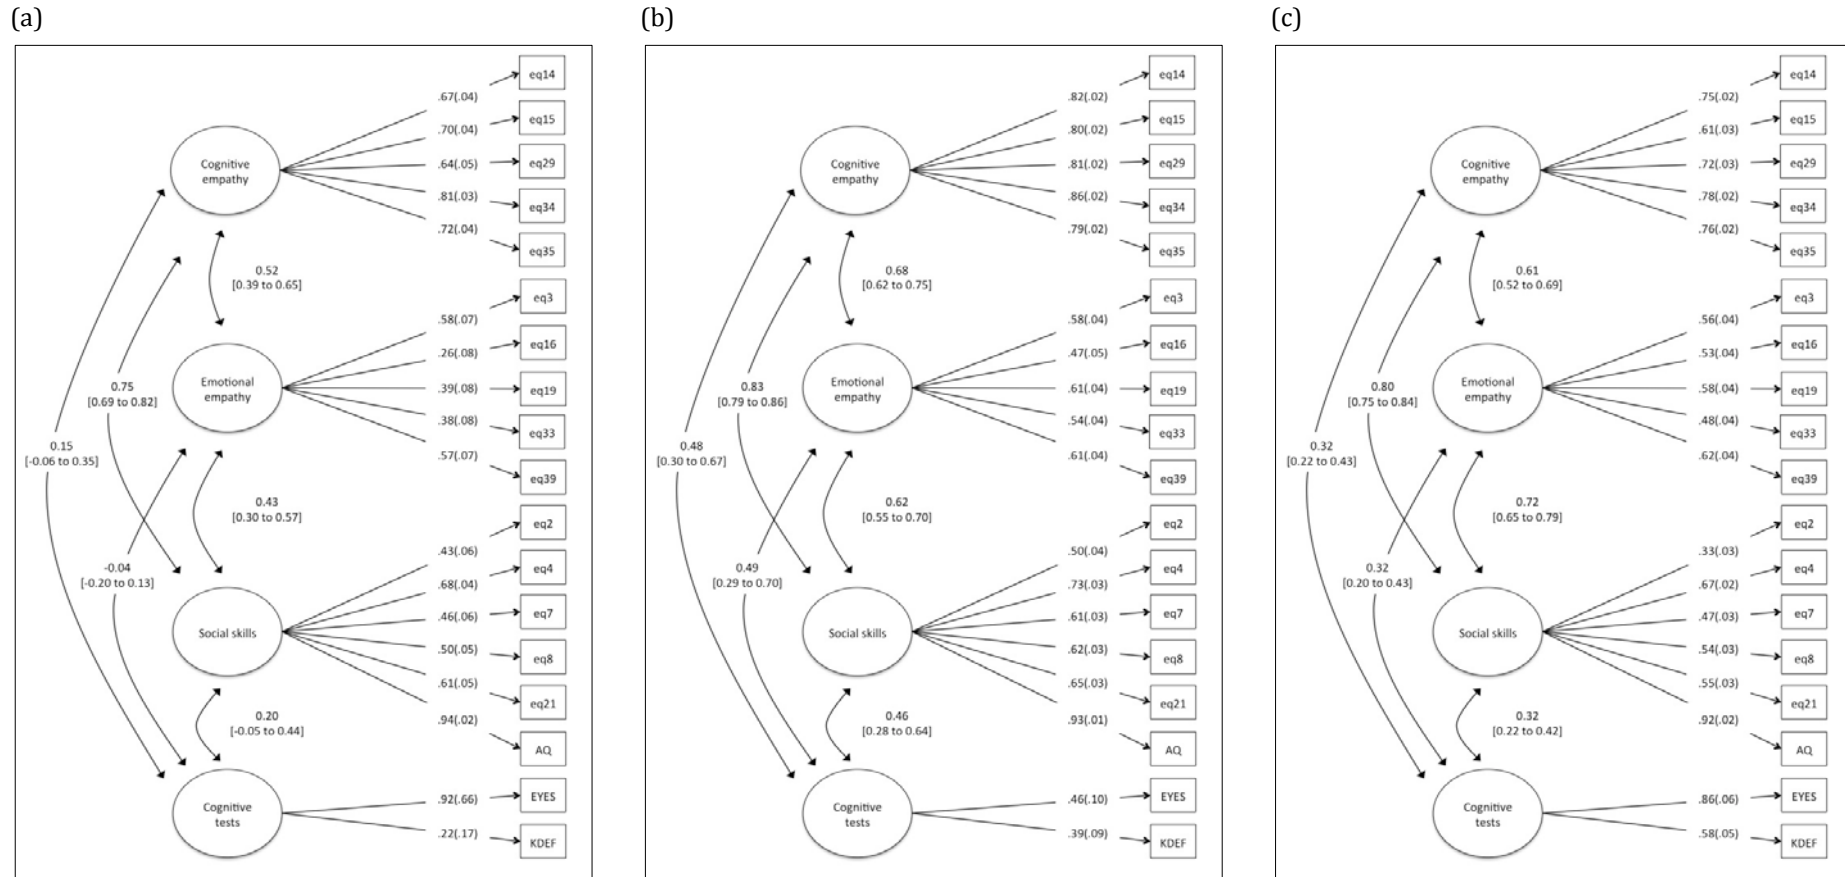 (a)
eq14
.67(.04)
eq15
.70(.04)
Cognitive
empathy
.64(.05)
eq29
.81(.03)
eq34
.72(.04)
eq35
0.52
[0.39 to 0.65]
eq3
.58(.07)
eq16
.26(.08)
Emotional
empathy
.39(.08)
eq19
0.75
[0.69 to 0.82]
.38(.08)
eq33
0.15
[-0.06 to 0.35]
.57(.07)
eq39
0.43
[0.30 to 0.57]
eq2
.43(.06)
-0.04
[-0.20 to 0.13]
eq4
.68(.04)
.46(.06)
eq7
Social skills
.50(.05)
eq8
.61(.05)
eq21
.94(.02)
0.20
[-0.05 to 0.44]
AQ
.92(.66)
EYES
Cognitive
tests
.22(.17)
KDEF
(b)
eq14
.82(.02)
eq15
.80(.02)
Cognitive
empathy
.81(.02)
eq29
.86(.02)
eq34
.79(.02)
eq35
0.68
[0.62 to 0.75]
eq3
.58(.04)
eq16
.47(.05)
Emotional
empathy
.61(.04)
eq19
0.83
[0.79 to 0.86]
.54(.04)
eq33
0.48
[0.30 to 0.67]
.61(.04)
eq39
0.62
[0.55 to 0.70]
eq2
.50(.04)
0.49
[0.29 to 0.70]
eq4
.73(.03)
.61(.03)
eq7
Social skills
.62(.03)
eq8
.65(.03)
eq21
.93(.01)
0.46
[0.28 to 0.64]
AQ
.46(.10)
EYES
Cognitive
tests
.39(.09)
KDEF
(c)
eq14
.75(.02)
eq15
.61(.03)
Cognitive
empathy
.72(.03)
eq29
.78(.02)
eq34
.76(.02)
eq35
0.61
[0.52 to 0.69]
eq3
.56(.04)
eq16
.53(.04)
Emotional
empathy
.58(.04)
eq19
0.80
[0.75 to 0.84]
.48(.04)
eq33
0.32
[0.22 to 0.43]
.62(.04)
eq39
0.72
[0.65 to 0.79]
eq2
.33(.03)
0.32
[0.20 to 0.43]
eq4
.67(.02)
.47(.03)
eq7
Social skills
.54(.03)
eq8
.55(.03)
eq21
.92(.02)
0.32
[0.22 to 0.42]
AQ
.86(.06)
EYES
Cognitive
tests
.58(.05)
KDEF